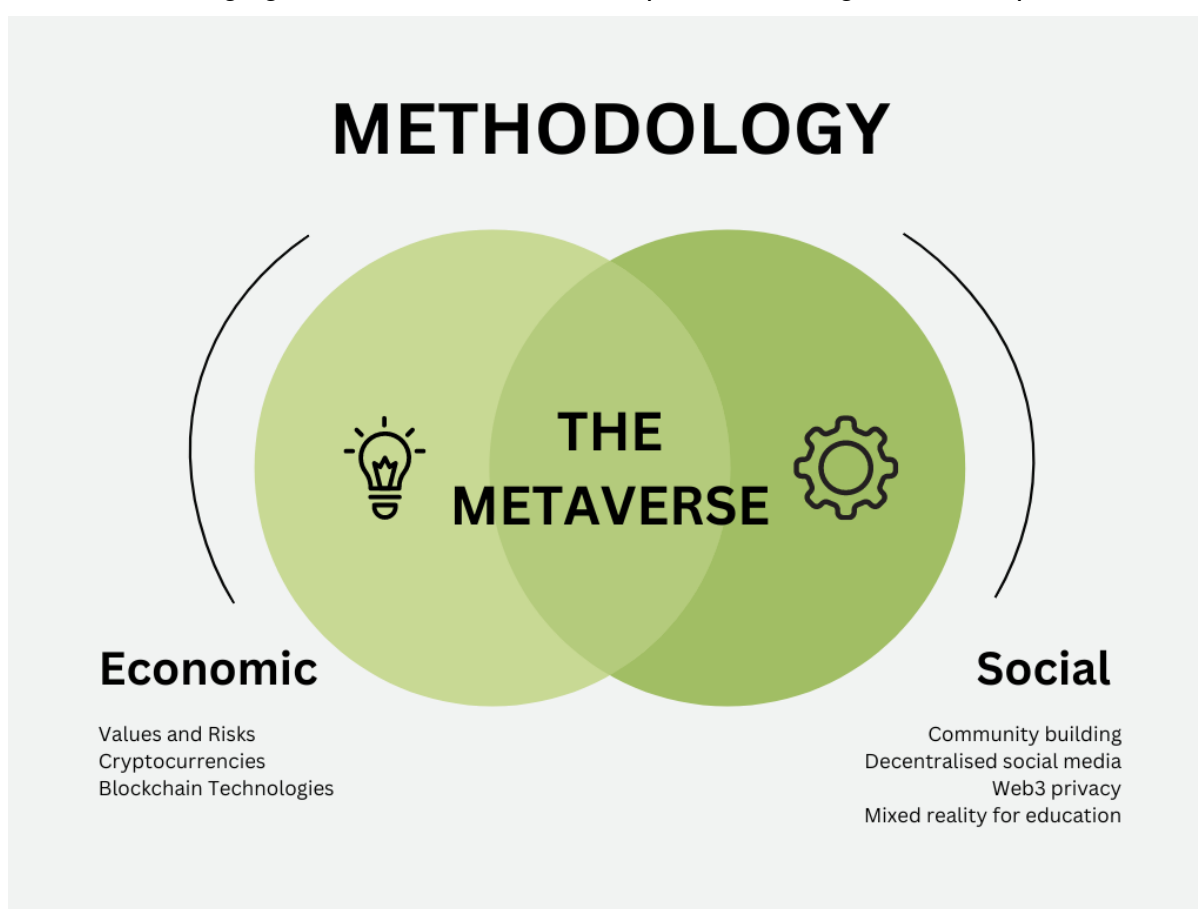 METHODOLOGY
THE
METAVERSE
Economic
Values and Risks
Cryptocurrencies
Blockchain Technologies
Social
Community building
Decentralised social media
Web3 privacy
Mixed reality for education